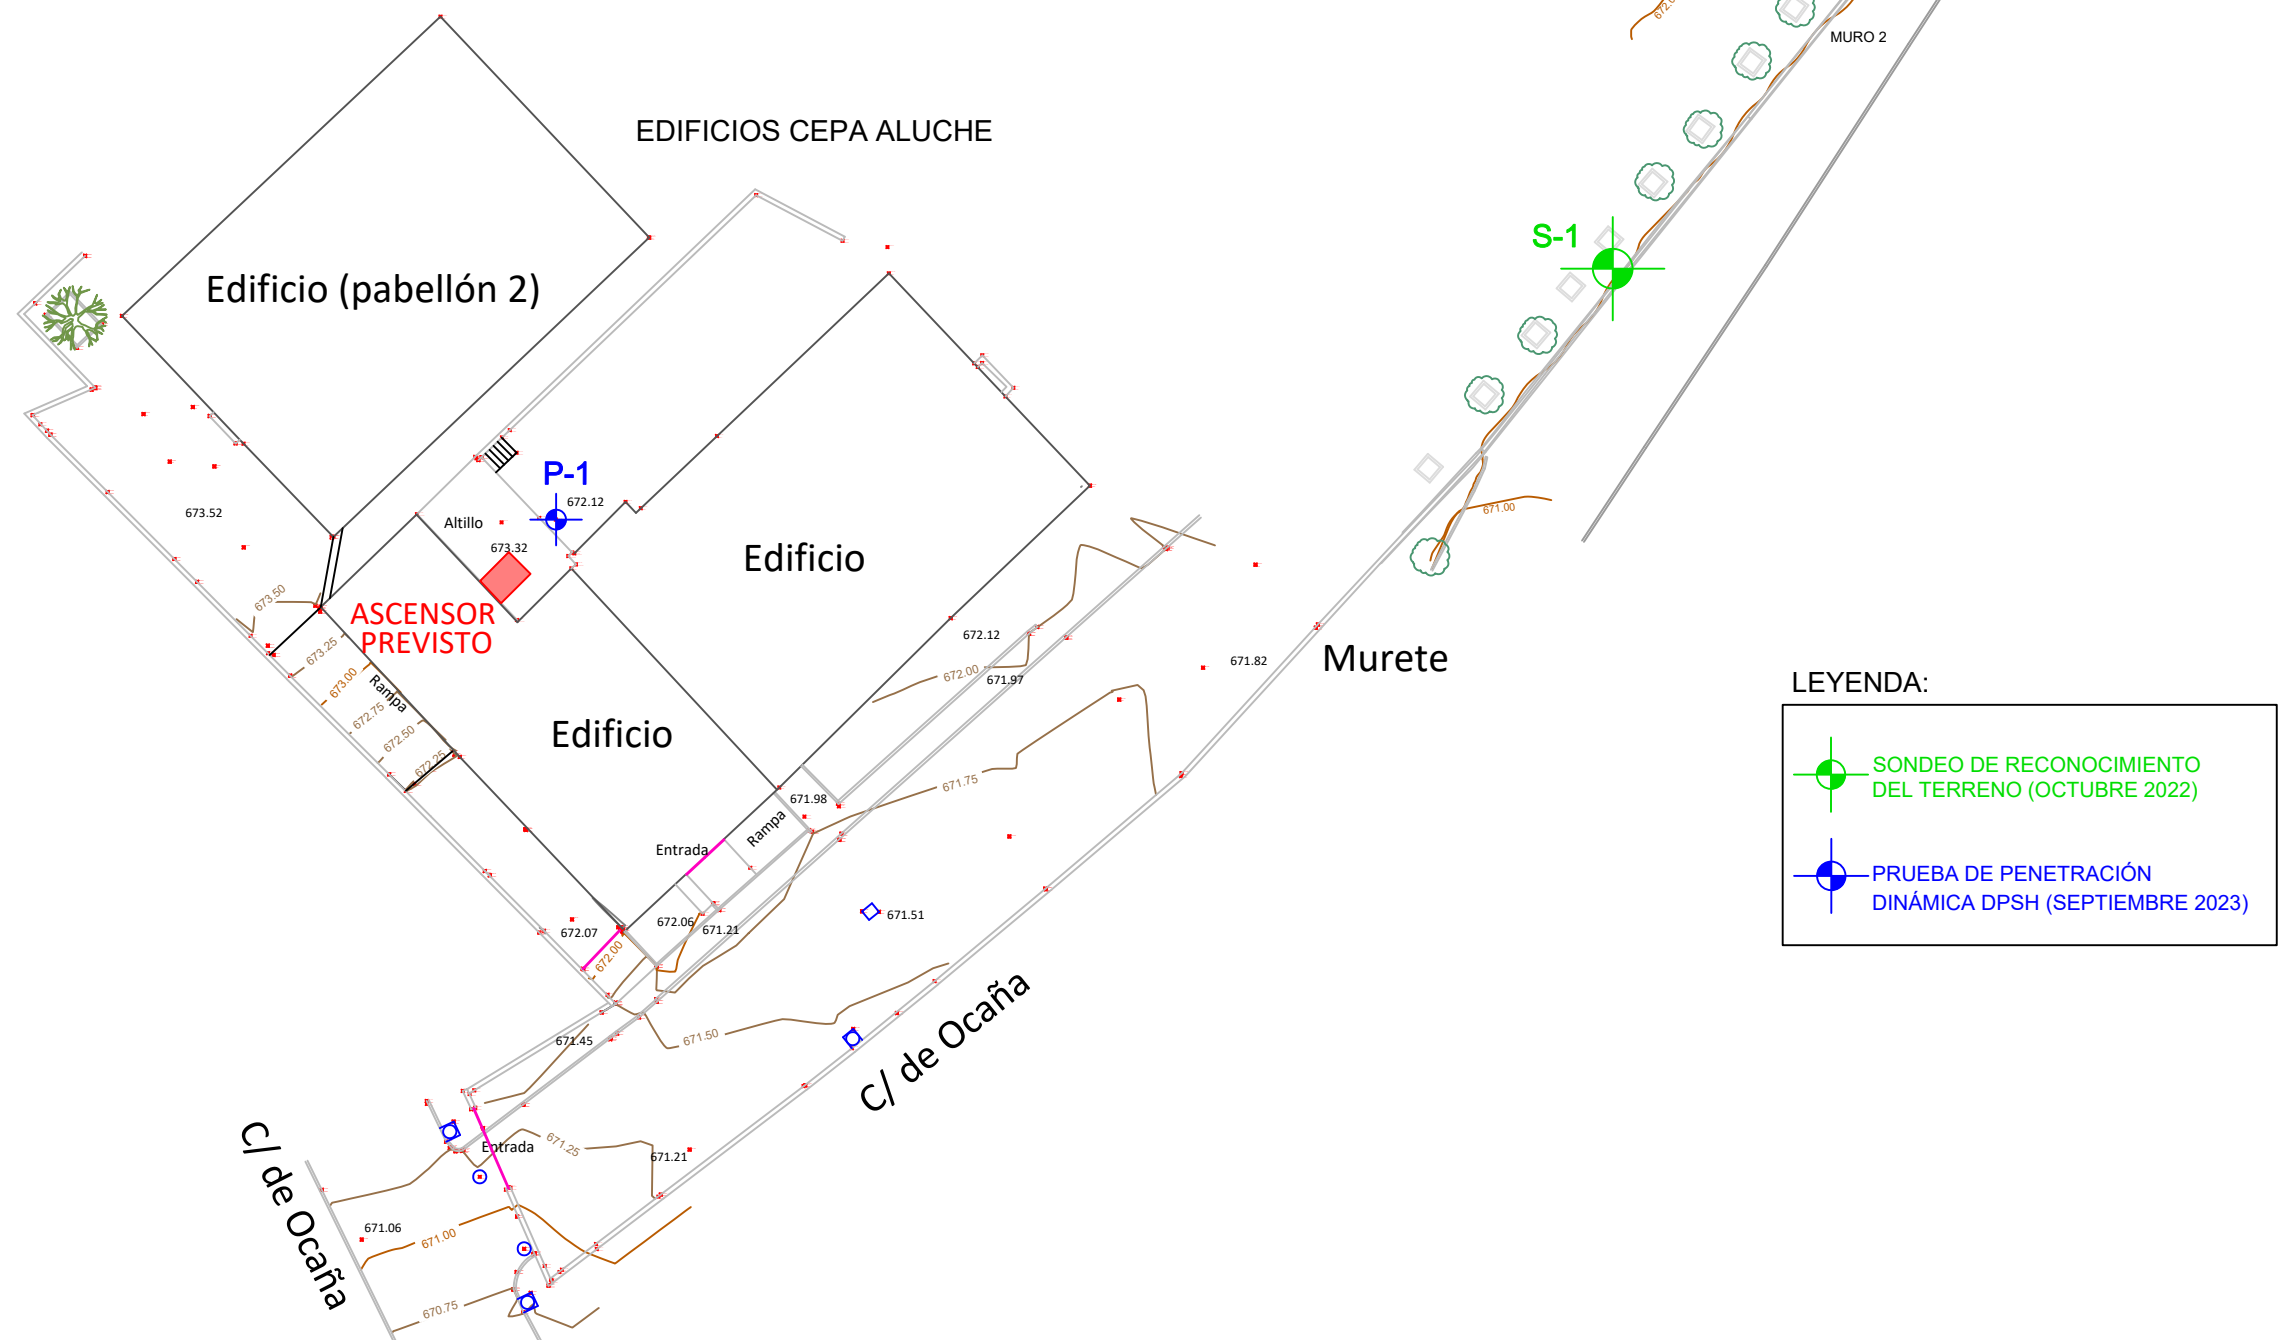 672.0
MURO 2
EDIFICIOS CEPA ALUCHE
S-1
Edificio (pabellón 2)
P-1
672.12
673.52
Altillo
673.32
671.00
Edificio
673.50
ASCENSOR
PREVISTO
673.25
672.12
672.00
671.97
671.82
Murete
673.00
Rampa
672.75
672.50
672.25
Edificio
LEYENDA:
SONDEO DE RECONOCIMIENTO
DEL TERRENO (OCTUBRE 2022)
PRUEBA DE PENETRACIÓN
DINÁMICA DPSH (SEPTIEMBRE 2023)
671.98
671.75
Rampa
Entrada
672.06
671.21
671.51
672.07
672.00
C/ de Ocaña
671.45
671.50
Entrada
671.25
671.21
C/ de Ocaña
671.06
671.00
670.75